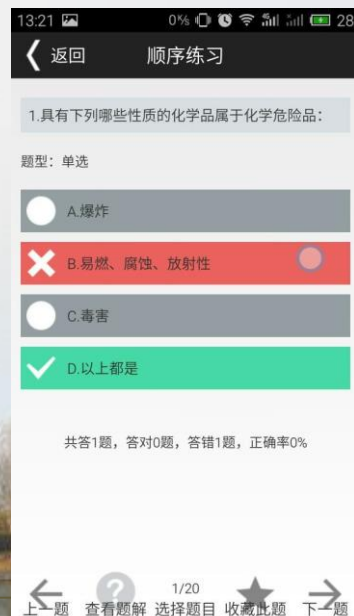 13:21 0% 28
返回 顺序练习
1.具有下列哪些性质的化学品属于化学危险品：
题型：单选
A.爆炸
B.易燃、腐蚀、放射性
C.毒害
D.以上都是
共答1题，答对0题，答错1题，正确率0%
1/20
上一题 查看题解 选择题目 收藏此题 下一题